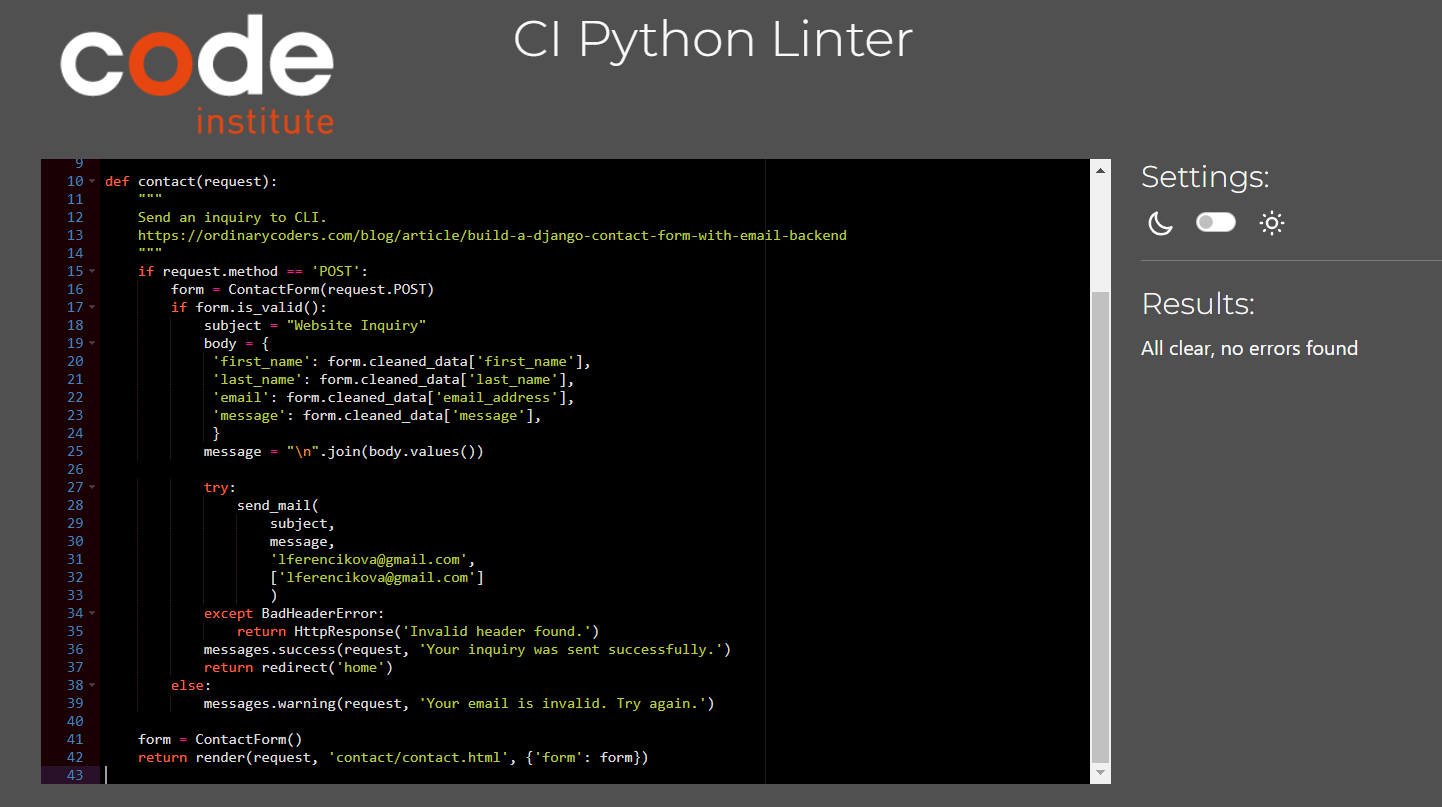 code
institute
CI Python Linter
9
10 def contact(request):
11     """
12     Send an inquiry to CLI.
13     https://ordinarycoders.com/blog/article/build-a-django-contact-form-with-email-backend
14     """
15     if request.method == 'POST':
16         form = ContactForm(request.POST)
17         if form.is_valid():
18             subject = "Website Inquiry"
19             body = {
20              'first_name': form.cleaned_data['first_name'],
21              'last_name': form.cleaned_data['last_name'],
22              'email': form.cleaned_data['email_address'],
23              'message': form.cleaned_data['message'],
24              }
25             message = "\n".join(body.values())
26
27             try:
28                 send_mail(
29                     subject,
30                     message,
31                     'lferencikova@gmail.com',
32                     ['lferencikova@gmail.com']
33                     )
34             except BadHeaderError:
35                 return HttpResponse('Invalid header found.')
36             messages.success(request, 'Your inquiry was sent successfully.')
37             return redirect('home')
38         else:
39             messages.warning(request, 'Your email is invalid. Try again.')
40
41     form = ContactForm()
42     return render(request, 'contact/contact.html', {'form': form})
43
Settings:
Results:
All clear, no errors found